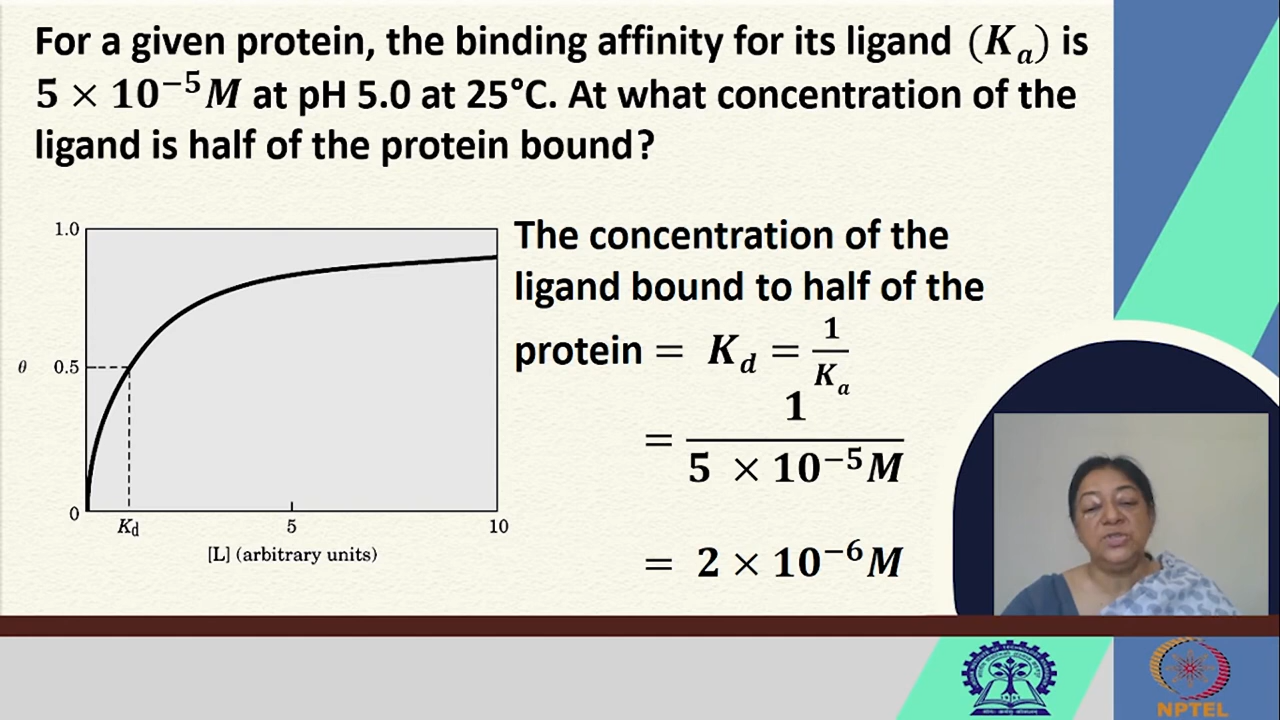 For a given protein, the binding affinity for its ligand (Kₐ) is
5 × 10⁻⁵M at pH 5.0 at 25°C. At what concentration of the
ligand is half of the protein bound?
1.0
θ 0.5
0
Kd 5 10
[L] (arbitrary units)
The concentration of the
ligand bound to half of the
protein = K_d = 1/Kₐ
= 1/(5 × 10⁻⁵M)
= 2 × 10⁻⁶M
NPTEL